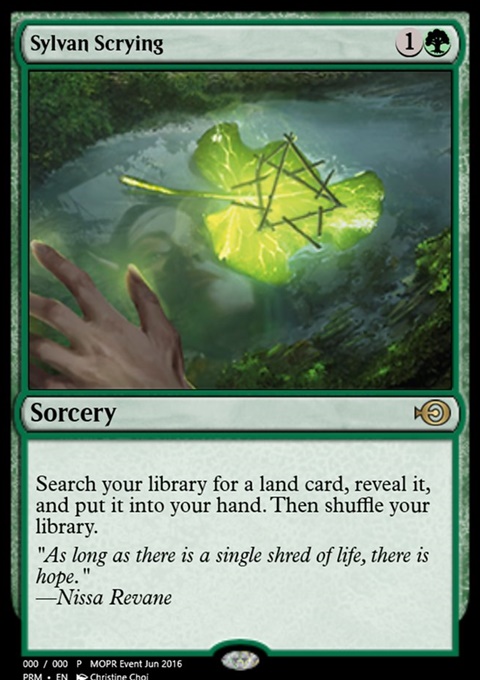 Sylvan Scrying 1
Sorcery
Search your library for a land card, reveal it,
and put it into your hand. Then shuffle your
library.
"As long as there is a single shred of life, there is
hope."
—Nissa Revane
000 / 000 P MOPR Event Jun 2016
PRM • EN Christine Choi